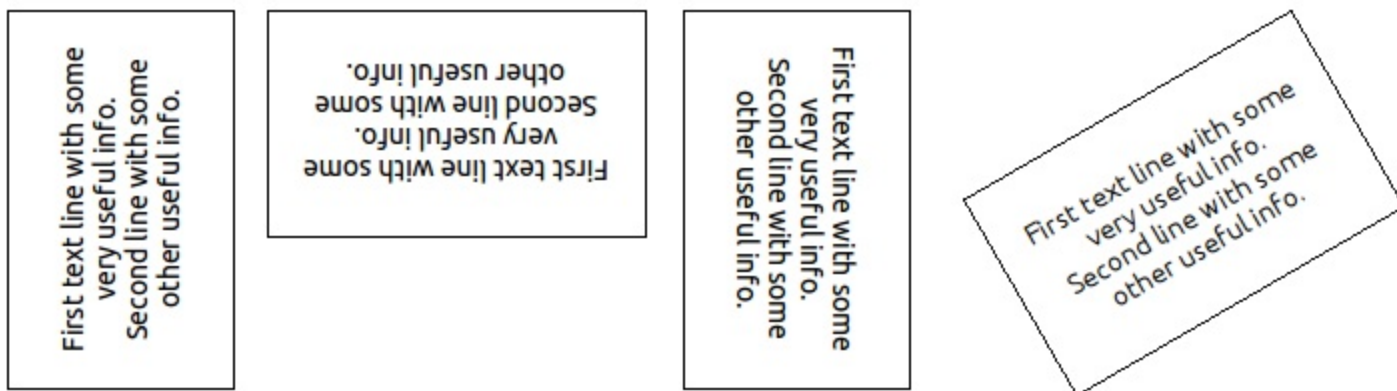 First text line with some
very useful info.
Second line with some
other useful info.
First text line with some
very useful info.
Second line with some
other useful info.
First text line with some
very useful info.
Second line with some
other useful info.
First text line with some
very useful info.
Second line with some
other useful info.